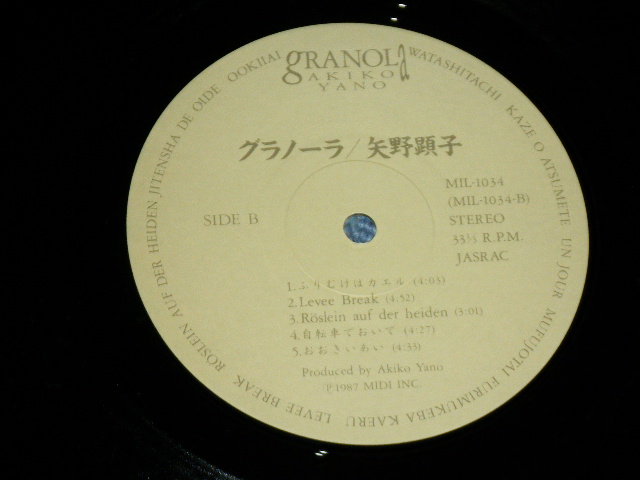 gRANOLa
AKIKO
YANO
グラノーラ/矢野顕子
SIDE B
MIL-1034
(MIL-1034-B)
STEREO
33⅓ R.P.M.
JASRAC
1.ふりむけばカエル (4:03)
2.Levee Break (4:52)
3.Röslein auf der heiden (3:01)
4.自転車でおいで (4:27)
5.おおきいあい (4:33)
Produced by Akiko Yano
℗1987 MIDI INC.
WATASHITACHI KAZE O ATSUMETE UN JOUR MUFUJOTAI FURIMUKEBA KAERU LEVEE BREAK RÖSLEIN AUF DER HEIDEN JITENSHA DE OIDE OOKIIAI